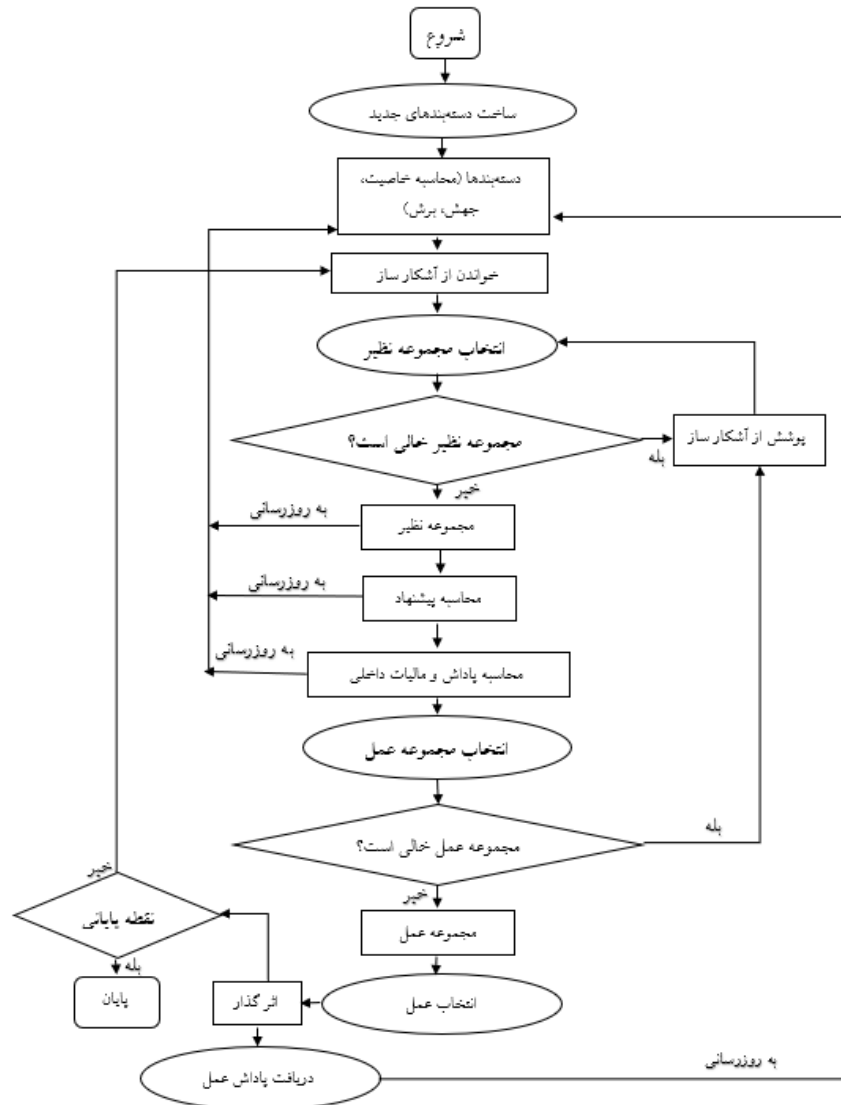 شروع
ساخت دسته‌بندهای جدید
دسته‌بندها (محاسبه خاصیت،
جهش، برش)
خواندن از آشکار ساز
انتخاب مجموعه نظیر
مجموعه نظیر خالی است؟
بله
پوشش از آشکار ساز
خیر
به روزرسانی
مجموعه نظیر
به روزرسانی
محاسبه پیشنهاد
به روزرسانی
محاسبه پاداش و مالیات داخلی
انتخاب مجموعه عمل
مجموعه عمل خالی است؟
بله
خیر
خیر
مجموعه عمل
نقطه پایانی
بله
پایان
اثر گذار
انتخاب عمل
دریافت پاداش عمل
به روزرسانی